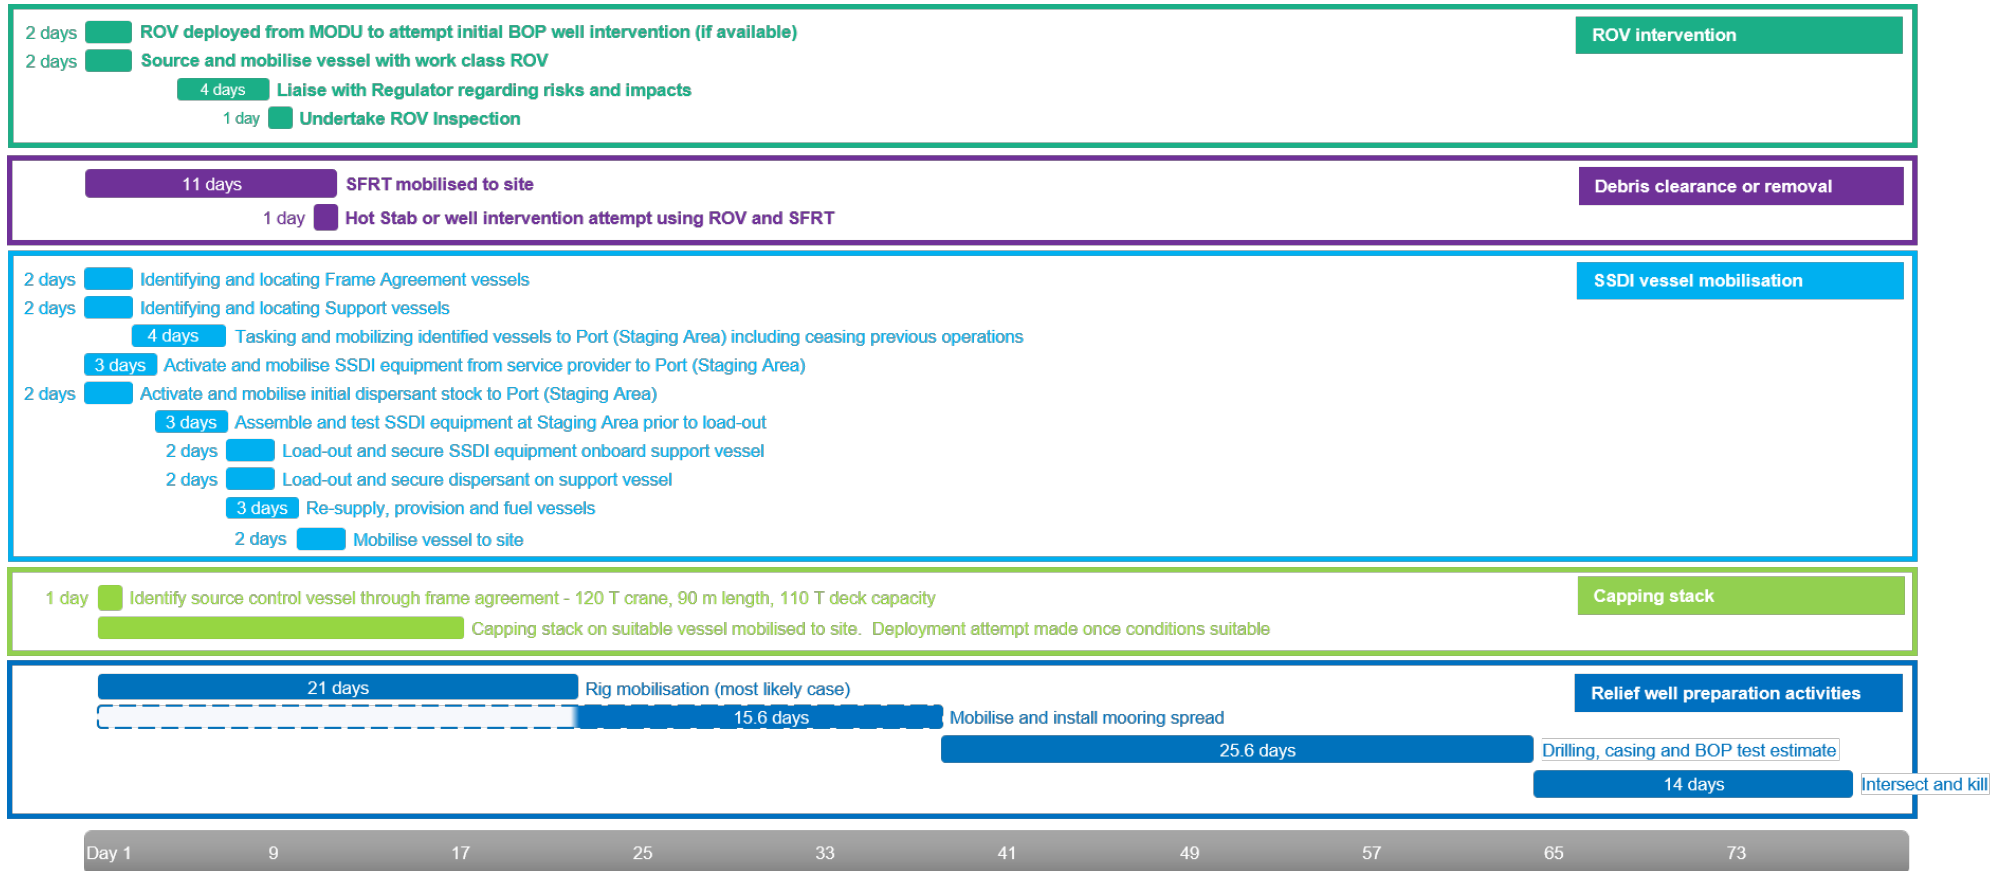 ROV intervention
2 days ROV deployed from MODU to attempt initial BOP well intervention (if available)
2 days Source and mobilise vessel with work class ROV
4 days Liaise with Regulator regarding risks and impacts
1 day Undertake ROV Inspection
Debris clearance or removal
11 days SFRT mobilised to site
1 day Hot Stab or well intervention attempt using ROV and SFRT
SSDI vessel mobilisation
2 days Identifying and locating Frame Agreement vessels
2 days Identifying and locating Support vessels
4 days Tasking and mobilizing identified vessels to Port (Staging Area) including ceasing previous operations
3 days Activate and mobilise SSDI equipment from service provider to Port (Staging Area)
2 days Activate and mobilise initial dispersant stock to Port (Staging Area)
3 days Assemble and test SSDI equipment at Staging Area prior to load-out
2 days Load-out and secure SSDI equipment onboard support vessel
2 days Load-out and secure dispersant on support vessel
3 days Re-supply, provision and fuel vessels
2 days Mobilise vessel to site
Capping stack
1 day Identify source control vessel through frame agreement - 120 T crane, 90 m length, 110 T deck capacity
Capping stack on suitable vessel mobilised to site. Deployment attempt made once conditions suitable
Relief well preparation activities
21 days Rig mobilisation (most likely case)
15.6 days Mobilise and install mooring spread
25.6 days Drilling, casing and BOP test estimate
14 days Intersect and kill
Day 1 9 17 25 33 41 49 57 65 73